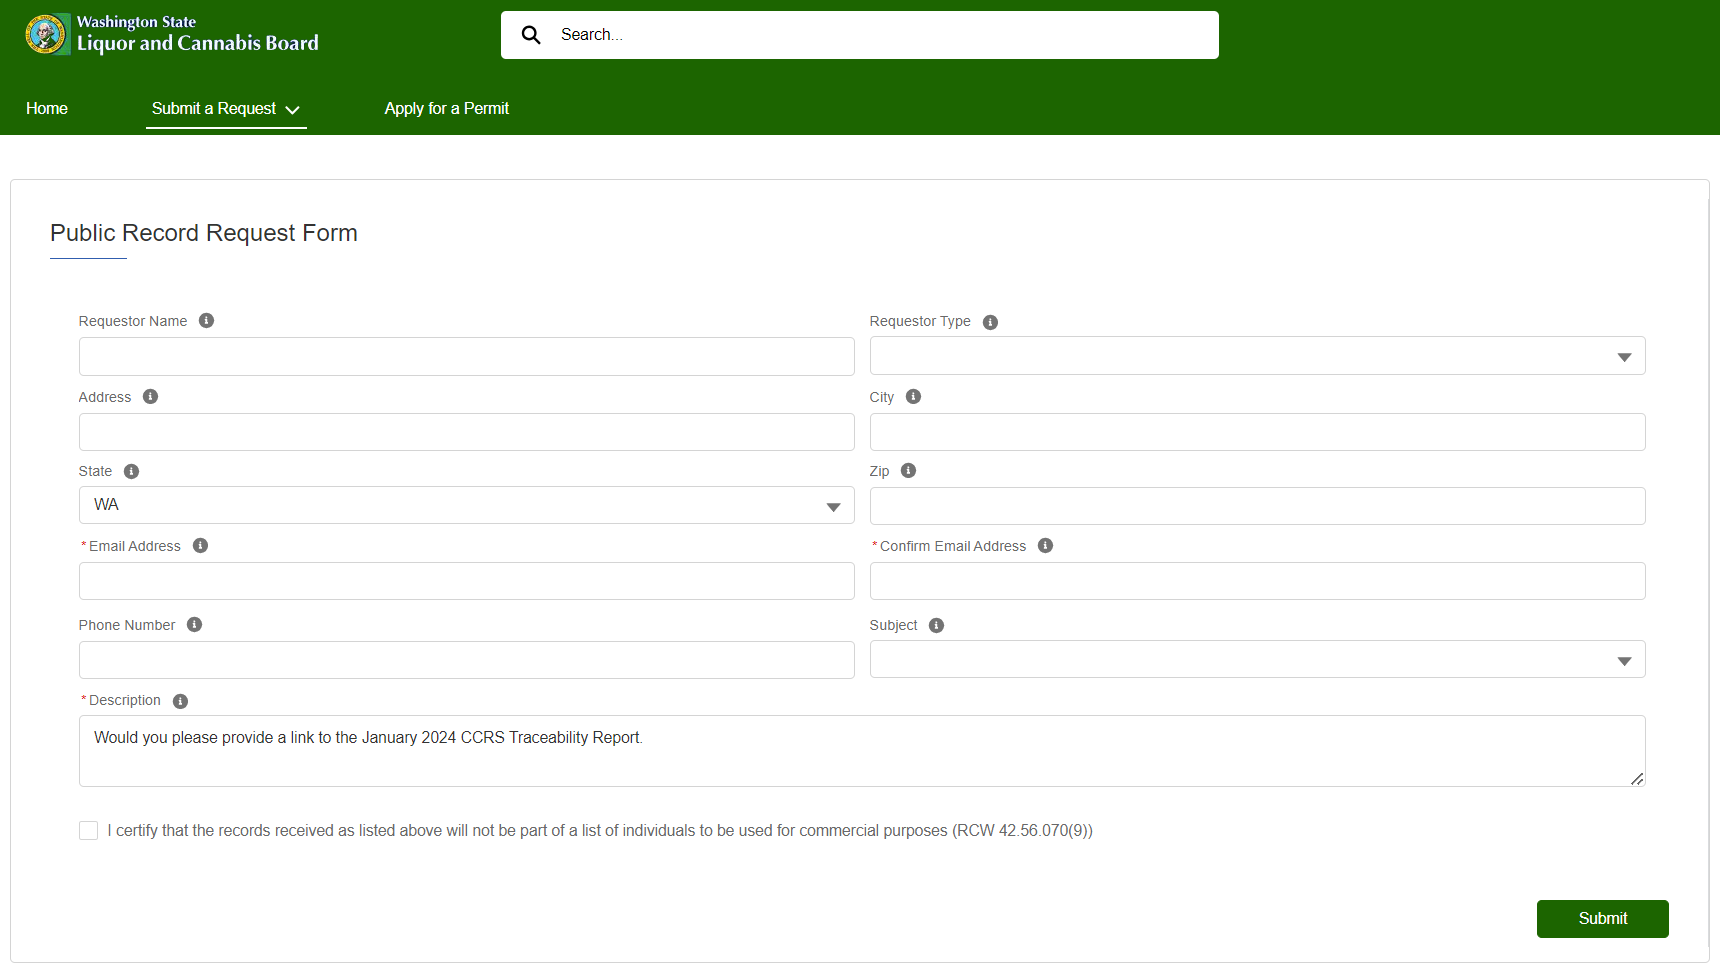 Washington State
Liquor and Cannabis Board
Search...
Home
Submit a Request
Apply for a Permit
Public Record Request Form
Requestor Name
Requestor Type
Address
City
State
Zip
WA
*Email Address
*Confirm Email Address
Phone Number
Subject
*Description
Would you please provide a link to the January 2024 CCRS Traceability Report.
I certify that the records received as listed above will not be part of a list of individuals to be used for commercial purposes (RCW 42.56.070(9))
Submit